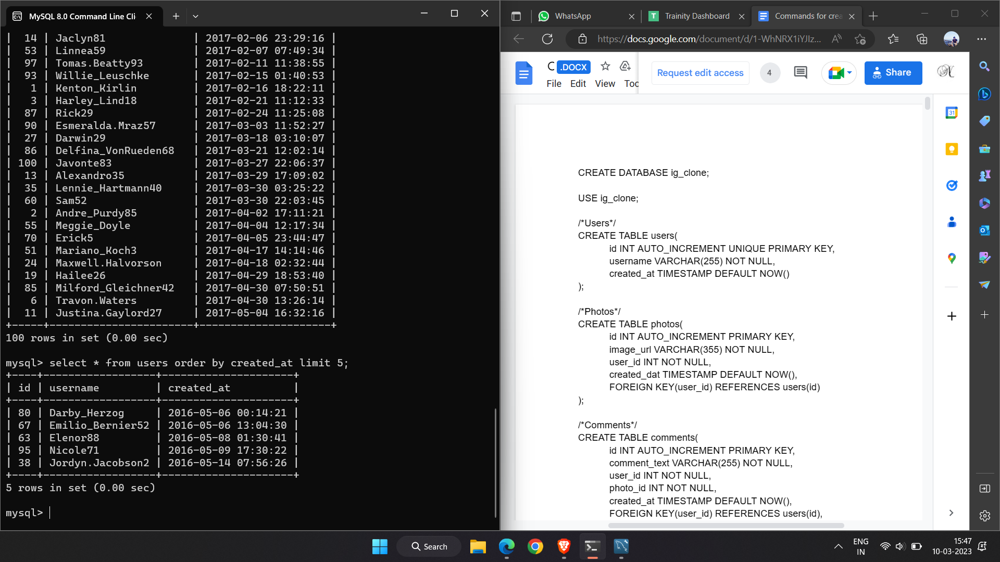 MySQL 8.0 Command Line Cli
| 14 | Jaclyn81 | 2017-02-06 23:29:16 |
| 53 | Linnea59 | 2017-02-07 07:49:34 |
| 97 | Tomas.Beatty93 | 2017-02-11 11:38:55 |
| 93 | Willie_Leuschke | 2017-02-15 01:40:53 |
| 1 | Kenton_Kirlin | 2017-02-16 18:22:11 |
| 3 | Harley_Lind18 | 2017-02-21 11:12:33 |
| 87 | Rick29 | 2017-02-24 11:25:08 |
| 90 | Esmeralda.Mraz57 | 2017-03-03 11:52:27 |
| 27 | Darwin29 | 2017-03-18 03:10:07 |
| 86 | Delfina_VonRueden68 | 2017-03-21 12:02:14 |
| 100 | Javonte83 | 2017-03-27 22:06:37 |
| 13 | Alexandro35 | 2017-03-29 17:09:02 |
| 35 | Lennie_Hartmann40 | 2017-03-30 03:25:22 |
| 60 | Sam52 | 2017-03-30 22:03:45 |
| 2 | Andre_Purdy85 | 2017-04-02 17:11:21 |
| 55 | Meggie_Doyle | 2017-04-04 12:17:34 |
| 70 | Erick5 | 2017-04-05 23:44:47 |
| 51 | Mariano_Koch3 | 2017-04-17 14:14:46 |
| 24 | Maxwell.Halvorson | 2017-04-18 02:32:44 |
| 19 | Hailee26 | 2017-04-29 18:53:40 |
| 85 | Milford_Gleichner42 | 2017-04-30 07:50:51 |
| 6 | Travon.Waters | 2017-04-30 13:26:14 |
| 11 | Justina.Gaylord27 | 2017-05-04 16:32:16 |
+-----+-----------------------+---------------------+
100 rows in set (0.00 sec)
mysql> select * from users order by created_at limit 5;
+----+------------------+---------------------+
| id | username | created_at |
+----+------------------+---------------------+
| 80 | Darby_Herzog | 2016-05-06 00:14:21 |
| 67 | Emilio_Bernier52 | 2016-05-06 13:04:30 |
| 63 | Elenor88 | 2016-05-08 01:30:41 |
| 95 | Nicole71 | 2016-05-09 17:30:22 |
| 38 | Jordyn.Jacobson2 | 2016-05-14 07:56:26 |
+----+------------------+---------------------+
5 rows in set (0.00 sec)
mysql>
WhatsApp
T Trainity Dashboard
Commands for crea
https://docs.google.com/document/d/1-WhNRX1iYJIz...
C .DOCX
File Edit View Too
Request edit access
4
Share
31
CREATE DATABASE ig_clone;
USE ig_clone;
/*Users*/
CREATE TABLE users(
id INT AUTO_INCREMENT UNIQUE PRIMARY KEY,
username VARCHAR(255) NOT NULL,
created_at TIMESTAMP DEFAULT NOW()
);
/*Photos*/
CREATE TABLE photos(
id INT AUTO_INCREMENT PRIMARY KEY,
image_url VARCHAR(355) NOT NULL,
user_id INT NOT NULL,
created_dat TIMESTAMP DEFAULT NOW(),
FOREIGN KEY(user_id) REFERENCES users(id)
);
/*Comments*/
CREATE TABLE comments(
id INT AUTO_INCREMENT PRIMARY KEY,
comment_text VARCHAR(255) NOT NULL,
user_id INT NOT NULL,
photo_id INT NOT NULL,
created_at TIMESTAMP DEFAULT NOW(),
FOREIGN KEY(user_id) REFERENCES users(id),
Search
ENG
IN
15:47
10-03-2023